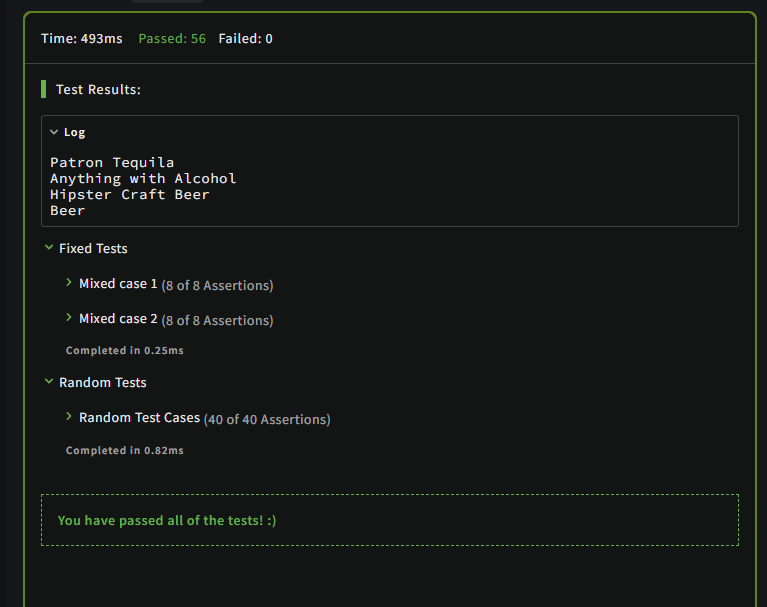 Time: 493ms Passed: 56 Failed: 0
Test Results:
Log
Patron Tequila
Anything with Alcohol
Hipster Craft Beer
Beer
Fixed Tests
Mixed case 1 (8 of 8 Assertions)
Mixed case 2 (8 of 8 Assertions)
Completed in 0.25ms
Random Tests
Random Test Cases (40 of 40 Assertions)
Completed in 0.82ms
You have passed all of the tests! :)